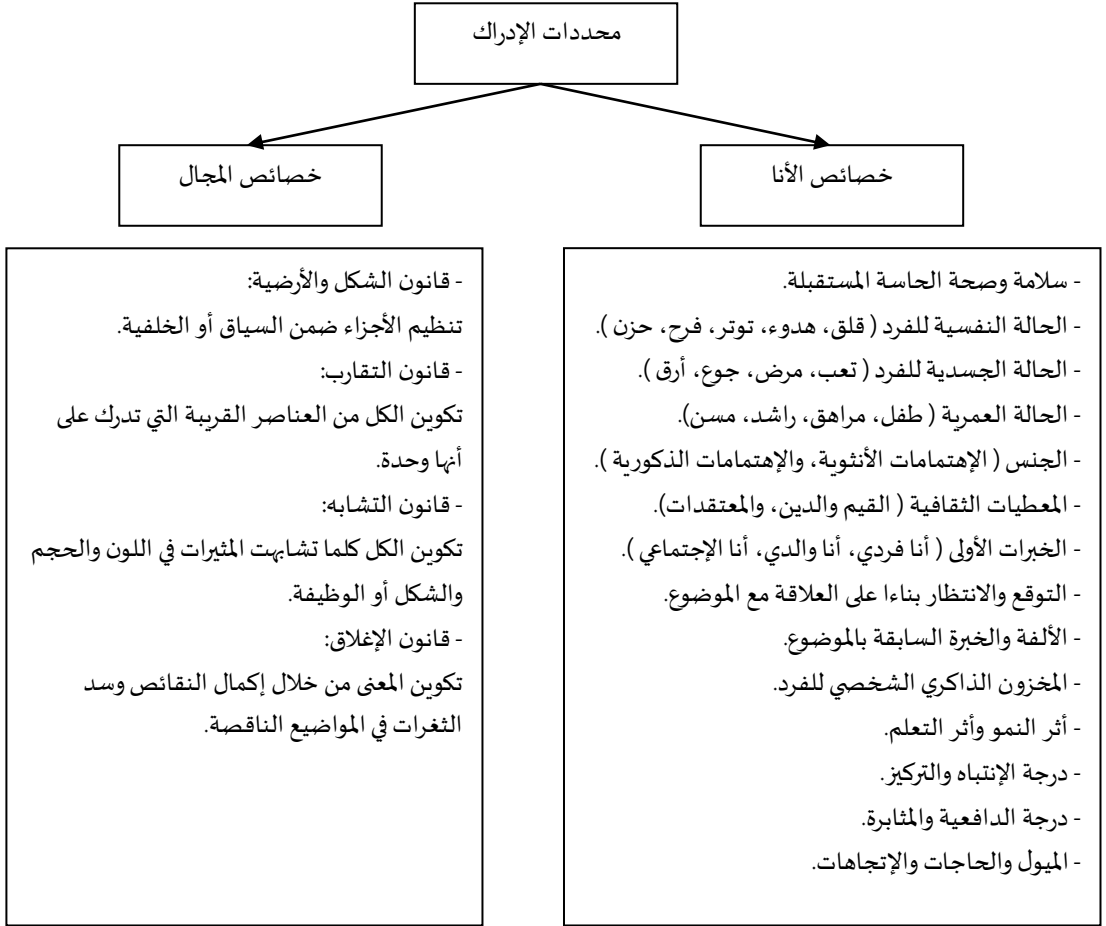 محددات الإدراك
خصائص الأنا
خصائص المجال
- سلامة وصحة الحاسة المستقبلة.
- الحالة النفسية للفرد ( قلق، هدوء، توتر، فرح، حزن ).
- الحالة الجسدية للفرد ( تعب، مرض، جوع، أرق ).
- الحالة العمرية ( طفل، مراهق، راشد، مسن).
- الجنس ( الإهتمامات الأنثوية، والإهتمامات الذكورية ).
- المعطيات الثقافية ( القيم والدين، والمعتقدات).
- الخبرات الأولى ( أنا فردي، أنا والدي، أنا الإجتماعي ).
- التوقع والانتظار بناءا على العلاقة مع الموضوع.
- الألفة والخبرة السابقة بالموضوع.
- المخزون الذاكري الشخصي للفرد.
- أثر النمو وأثر التعلم.
- درجة الإنتباه والتركيز.
- درجة الدافعية والمثابرة.
- الميول والحاجات والإتجاهات.
- قانون الشكل والأرضية:
تنظيم الأجزاء ضمن السياق أو الخلفية.
- قانون التقارب:
تكوين الكل من العناصر القريبة التي تدرك على
أنها وحدة.
- قانون التشابه:
تكوين الكل كلما تشابهت المثيرات في اللون والحجم
والشكل أو الوظيفة.
- قانون الإغلاق:
تكوين المعنى من خلال إكمال النقائص وسد
الثغرات في المواضيع الناقصة.